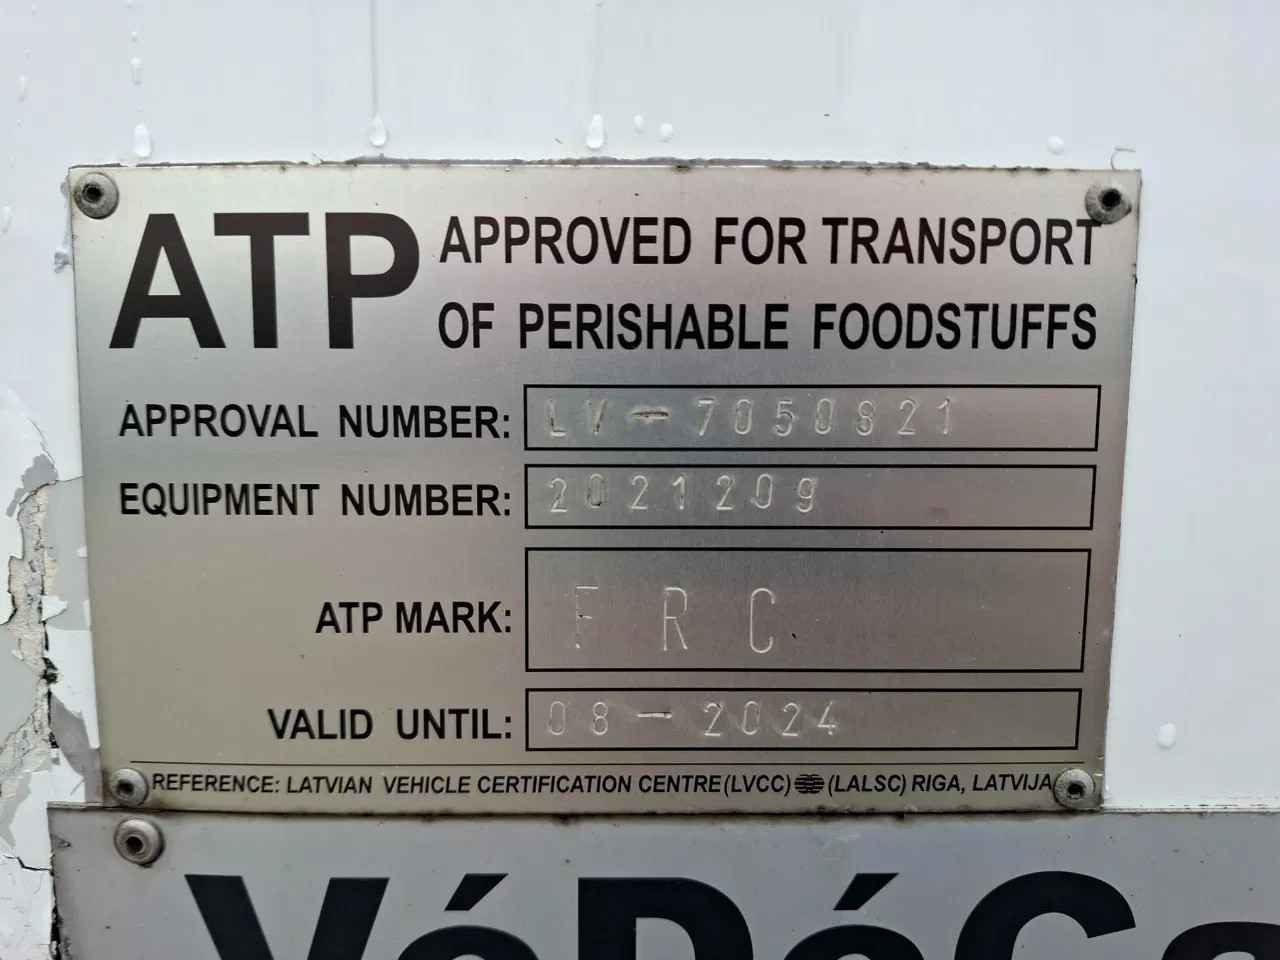 ATP APPROVED FOR TRANSPORT
OF PERISHABLE FOODSTUFFS
APPROVAL NUMBER: LV-7050821
EQUIPMENT NUMBER: 2021209
ATP MARK: FRC
VALID UNTIL: 08-2024
REFERENCE: LATVIAN VEHICLE CERTIFICATION CENTRE (LVCC) (LALSC) RIGA, LATVIJA